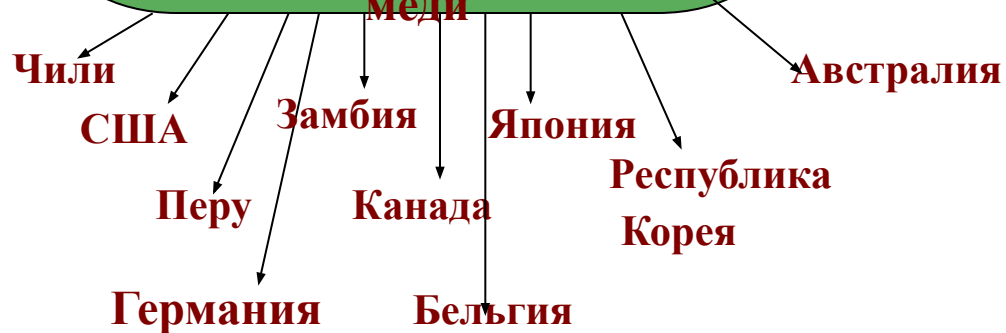 меди
Чили
Австралия
Замбия
США
Япония
Республика
Корея
Перу
Канада
Германия
Бельгия